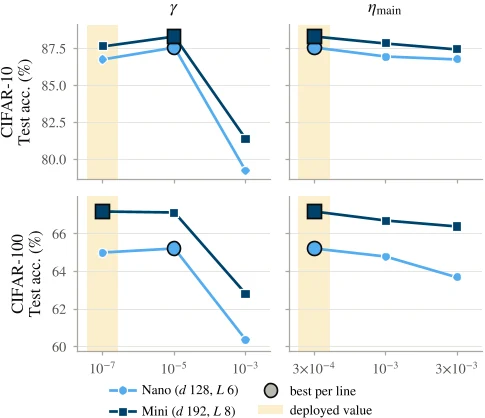 γ
η_main
CIFAR-10
Test acc. (%)
87.5
85.0
82.5
80.0
CIFAR-100
Test acc. (%)
66
64
62
60
10⁻⁷ 10⁻⁵ 10⁻³
3×10⁻⁴ 10⁻³ 3×10⁻³
Nano (d 128, L 6)
Mini (d 192, L 8)
best per line
deployed value